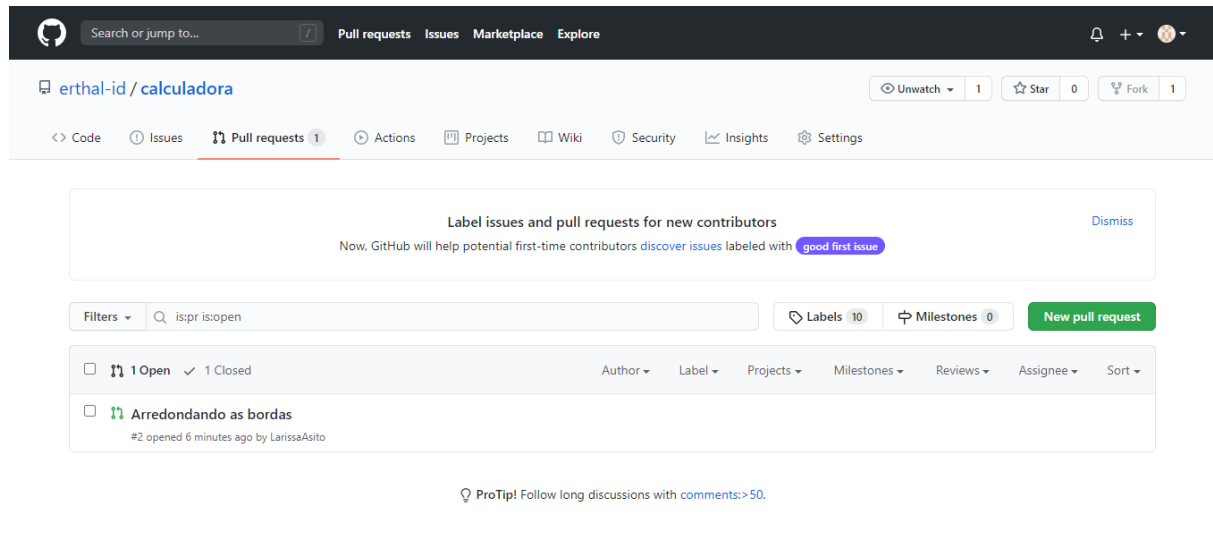 Search or jump to... / Pull requests Issues Marketplace Explore
erthal-id / calculadora Unwatch 1 Star 0 Fork 1
Code Issues Pull requests 1 Actions Projects Wiki Security Insights Settings
Label issues and pull requests for new contributors Dismiss
Now, GitHub will help potential first-time contributors discover issues labeled with good first issue
Filters is:pr is:open Labels 10 Milestones 0 New pull request
1 Open 1 Closed Author Label Projects Milestones Reviews Assignee Sort
Arredondando as bordas
#2 opened 6 minutes ago by LarissaAsito
ProTip! Follow long discussions with comments:>50.